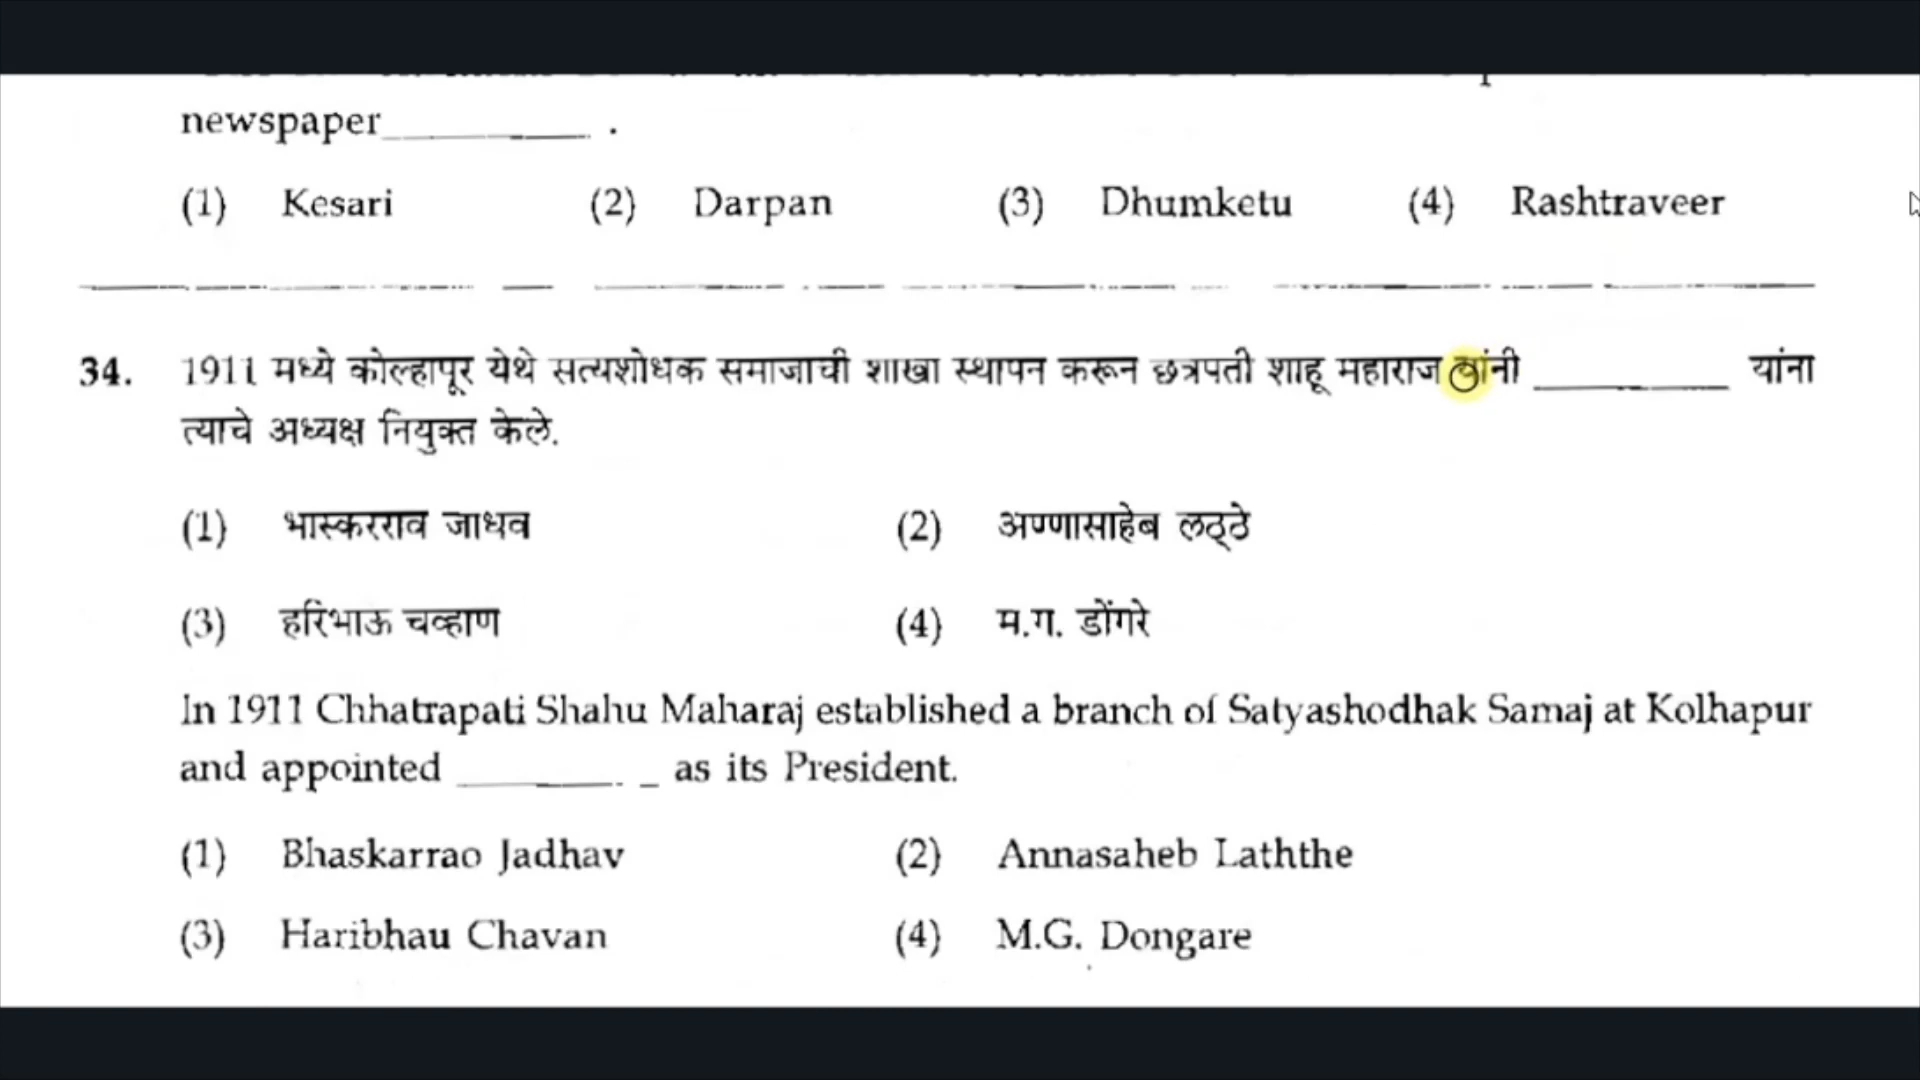 newspaper__________ .
(1) Kesari (2) Darpan (3) Dhumketu (4) Rashtraveer
34. 1911 मध्ये कोल्हापूर येथे सत्यशोधक समाजाची शाखा स्थापन करून छत्रपती शाहू महाराज यांनी __________ यांना
त्याचे अध्यक्ष नियुक्त केले.
(1) भास्करराव जाधव (2) अण्णासाहेब लठ्ठे
(3) हरिभाऊ चव्हाण (4) म.ग. डोंगरे
In 1911 Chhatrapati Shahu Maharaj established a branch of Satyashodhak Samaj at Kolhapur
and appointed __________ as its President.
(1) Bhaskarrao Jadhav (2) Annasaheb Laththe
(3) Haribhau Chavan (4) M.G. Dongare